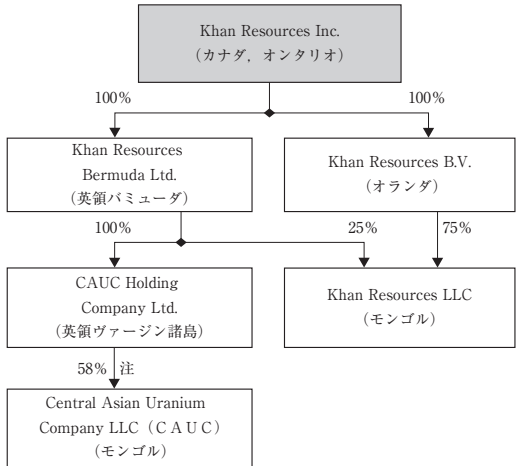 Khan Resources Inc.
(カナダ，オンタリオ)
100%
100%
Khan Resources
Bermuda Ltd.
(英領バミューダ)
Khan Resources B.V.
(オランダ)
100%
25%
75%
CAUC Holding
Company Ltd.
(英領ヴァージン諸島)
Khan Resources LLC
(モンゴル)
58% 注
Central Asian Uranium
Company LLC (ＣＡＵＣ)
(モンゴル)